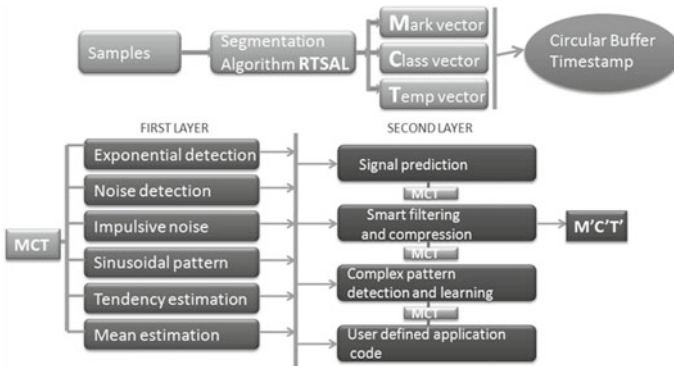 Samples
Segmentation
Algorithm RTSAL
Mark vector
Class vector
Temp vector
Circular Buffer
Timestamp
FIRST LAYER
SECOND LAYER
MCT
Exponential detection
Noise detection
Impulsive noise
Sinusoidal pattern
Tendency estimation
Mean estimation
Signal prediction
MCT
Smart filtering
and compression
MCT
Complex pattern
detection and learning
MCT
User defined application
code
M'C'T'